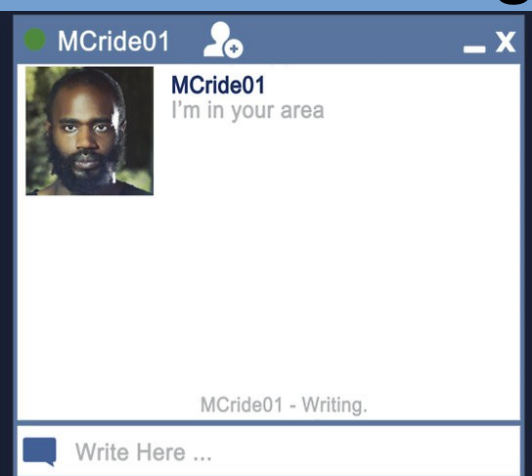 MCride01
X
MCride01
I'm in your area
MCride01 - Writing.
Write Here ...